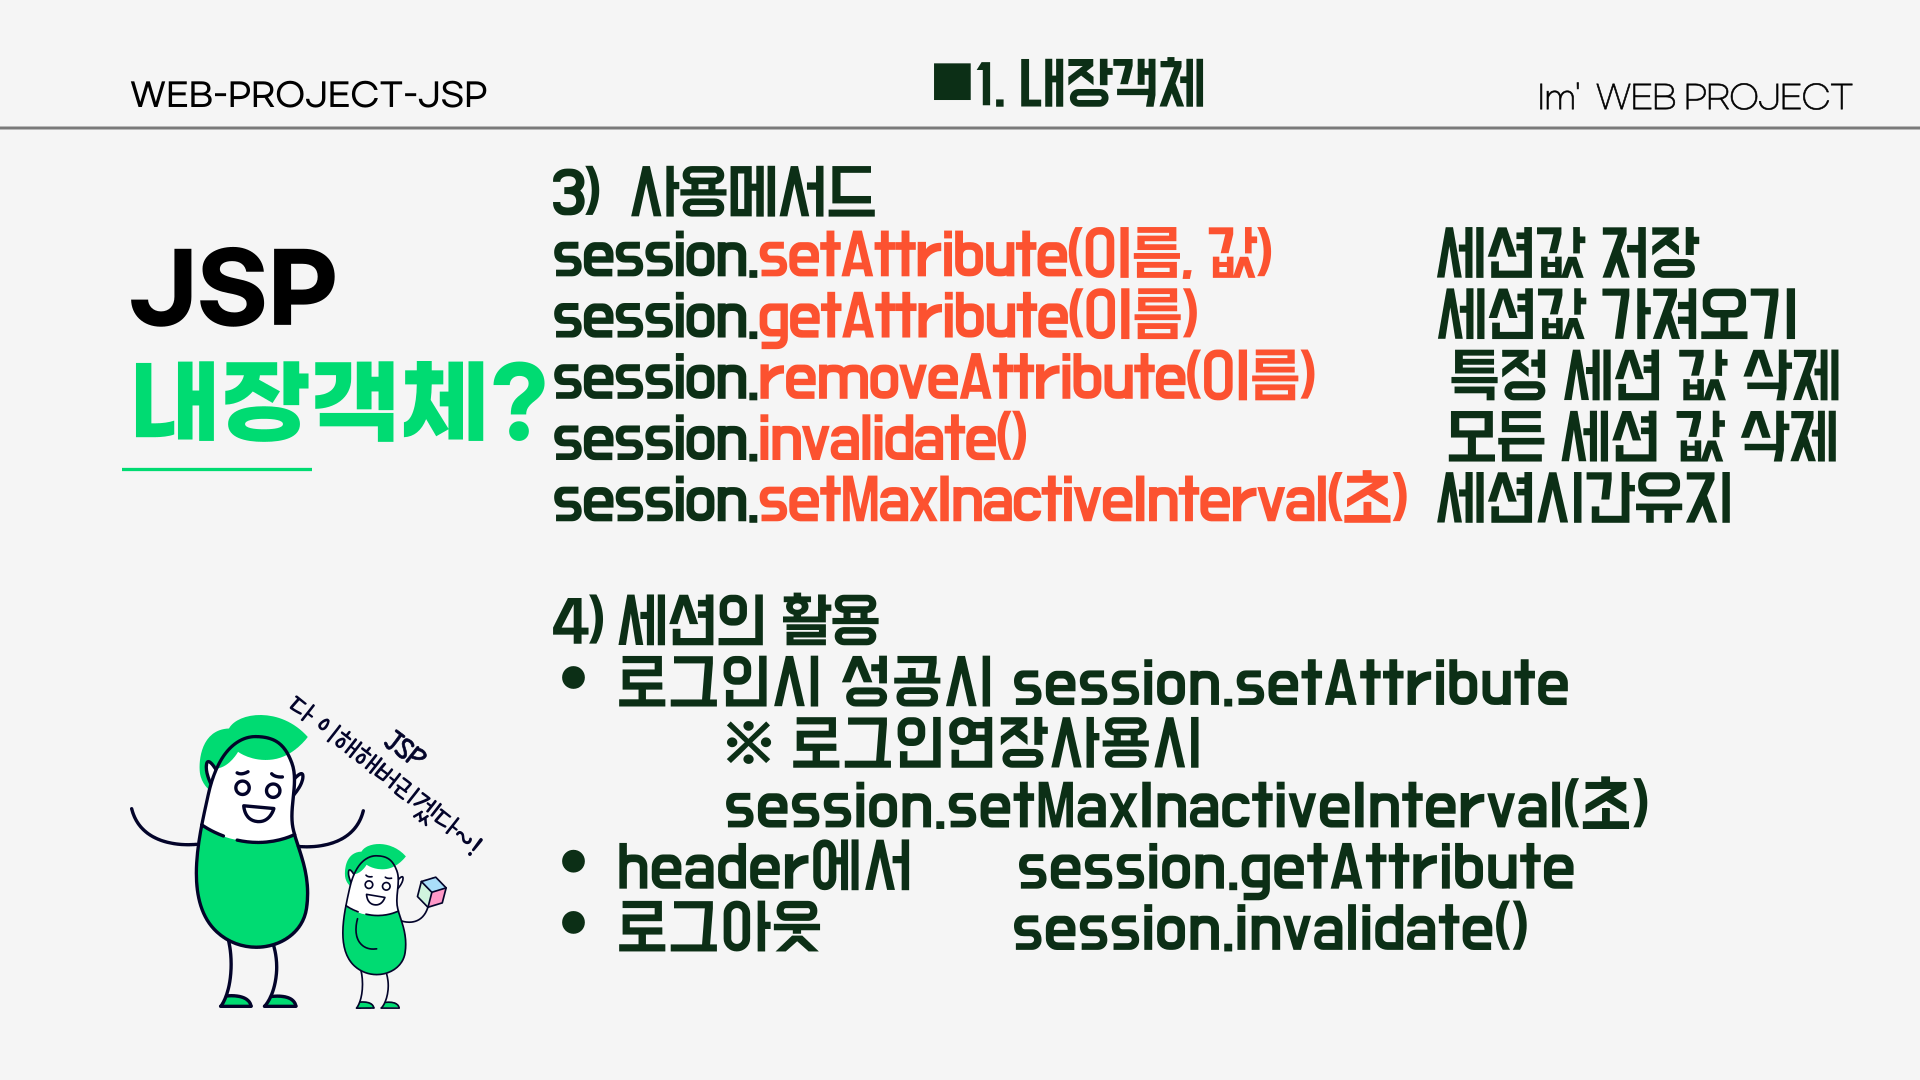 WEB-PROJECT-JSP
■1. 내장객체
Im' WEB PROJECT
JSP
내장객체?
3) 사용메서드
session.setAttribute(이름, 값) 세션값 저장
session.getAttribute(이름) 세션값 가져오기
session.removeAttribute(이름) 특정 세션 값 삭제
session.invalidate() 모든 세션 값 삭제
session.setMaxInactiveInterval(초) 세션시간유지
4) 세션의 활용
• 로그인시 성공시 session.setAttribute
※ 로그인연장사용시
session.setMaxInactiveInterval(초)
• header에서 session.getAttribute
• 로그아웃 session.invalidate()
JSP
다 이해해버리겠다~!